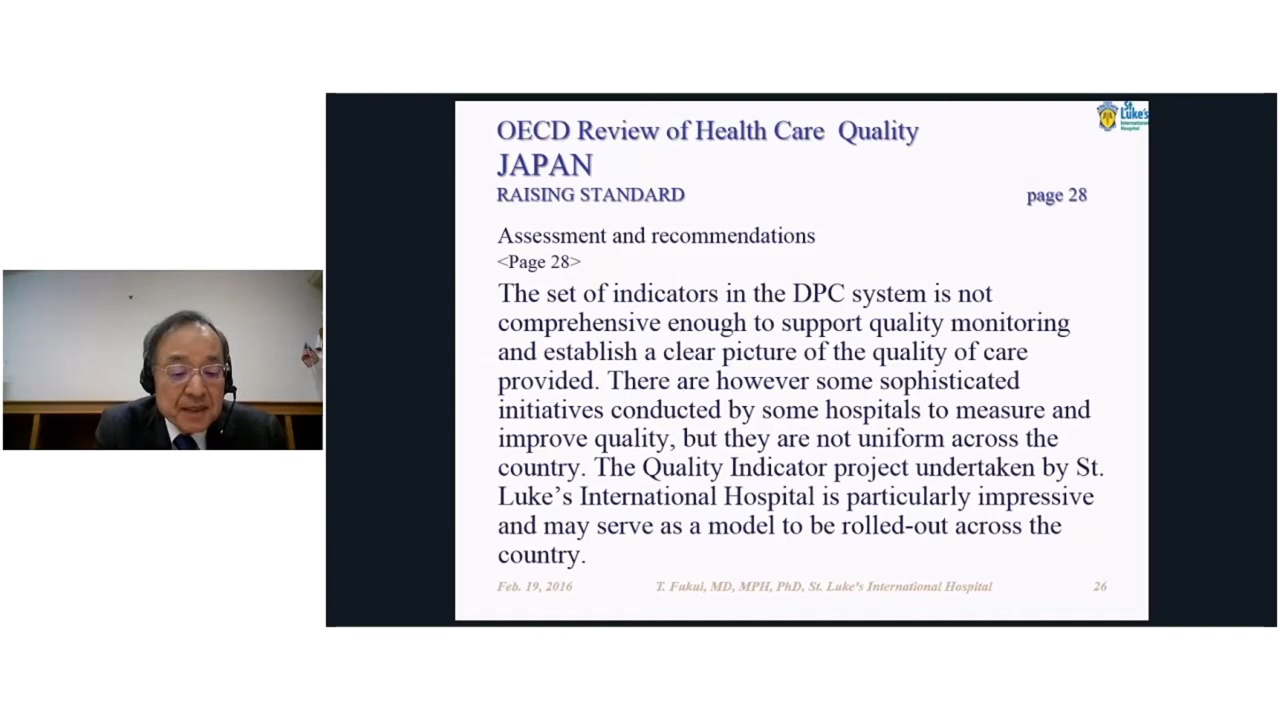 St.
Luke's
International
Hospital
OECD Review of Health Care Quality
JAPAN
RAISING STANDARD page 28
Assessment and recommendations
<Page 28>
The set of indicators in the DPC system is not
comprehensive enough to support quality monitoring
and establish a clear picture of the quality of care
provided. There are however some sophisticated
initiatives conducted by some hospitals to measure and
improve quality, but they are not uniform across the
country. The Quality Indicator project undertaken by St.
Luke’s International Hospital is particularly impressive
and may serve as a model to be rolled-out across the
country.
Feb. 19, 2016 T. Fukui, MD, MPH, PhD, St. Luke's International Hospital 26